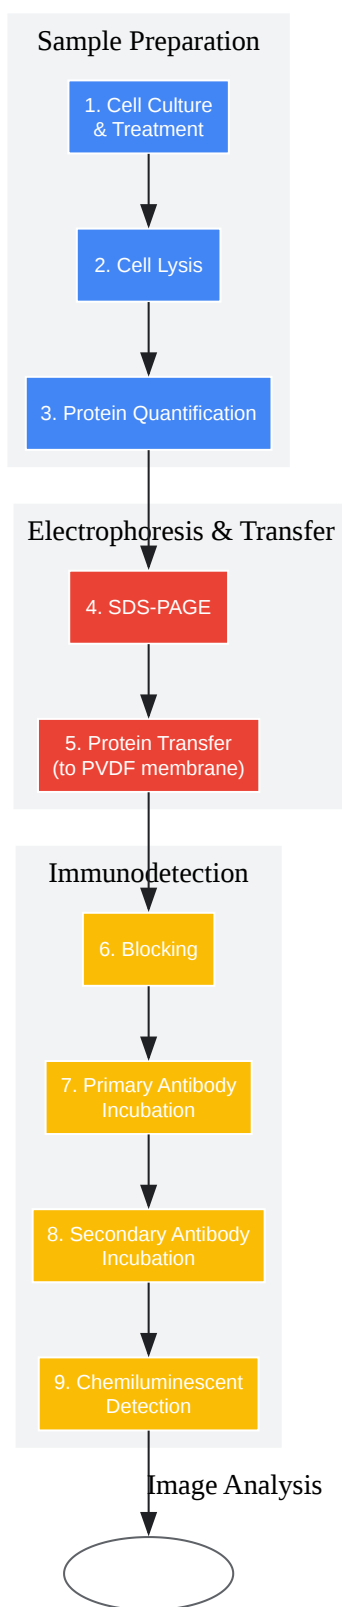 Sample Preparation
1. Cell Culture
& Treatment
2. Cell Lysis
3. Protein Quantification
Electrophoresis & Transfer
4. SDS-PAGE
5. Protein Transfer
(to PVDF membrane)
Immunodetection
6. Blocking
7. Primary Antibody
Incubation
8. Secondary Antibody
Incubation
9. Chemiluminescent
Detection
Image Analysis